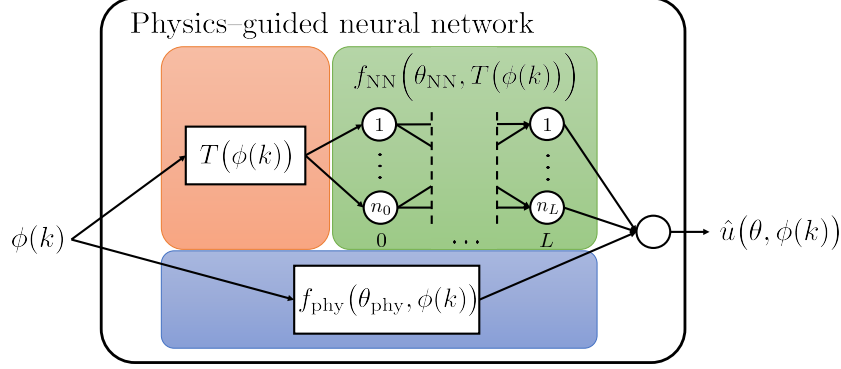 Physics–guided neural network
f_NN(θ_NN, T(ϕ(k)))
1
1
T(ϕ(k))
⋮
⋮
n_0
n_L
ϕ(k)
0
…
L
û(θ, ϕ(k))
f_phy(θ_phy, ϕ(k))